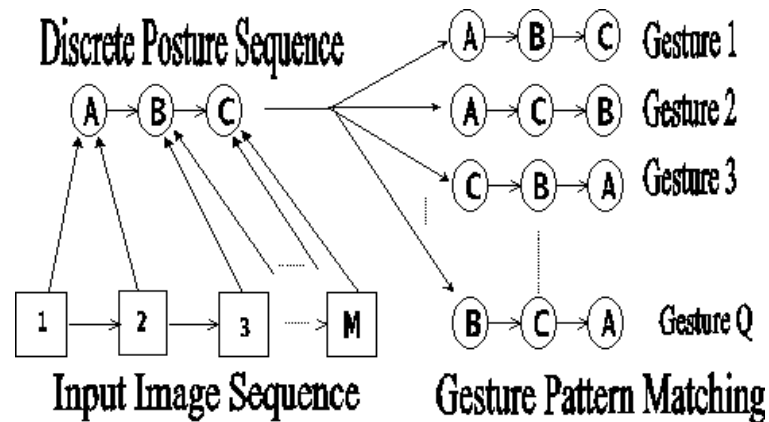 Discrete Posture Sequence
A B C
A B C Gesture 1
A C B Gesture 2
C B A Gesture 3
B C A Gesture Q
1 2 3 M
Input Image Sequence
Gesture Pattern Matching